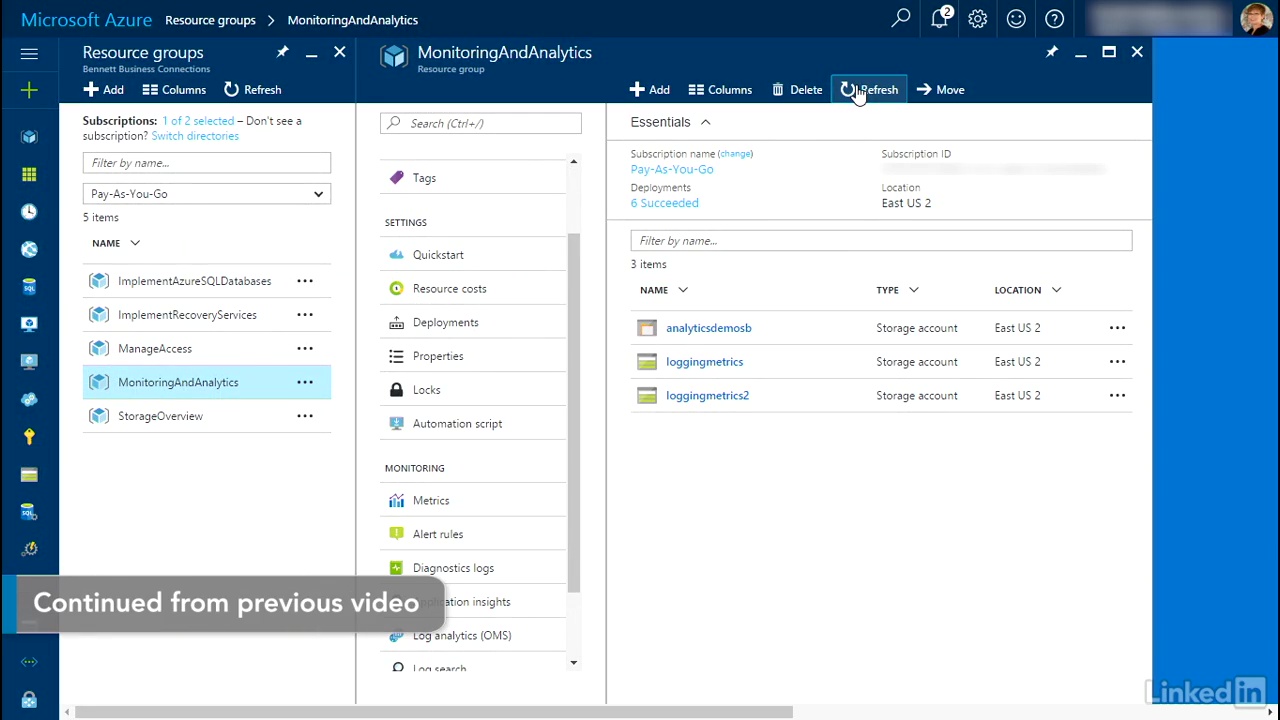 Microsoft Azure Resource groups > MonitoringAndAnalytics
2
Resource groups
Bennett Business Connections
Add Columns Refresh
Subscriptions: 1 of 2 selected – Don't see a
subscription? Switch directories
Filter by name...
Pay-As-You-Go
5 items
NAME
ImplementAzureSQLDatabases
ImplementRecoveryServices
ManageAccess
MonitoringAndAnalytics
StorageOverview
MonitoringAndAnalytics
Resource group
Search (Ctrl+/)
Tags
SETTINGS
Quickstart
Resource costs
Deployments
Properties
Locks
Automation script
MONITORING
Metrics
Alert rules
Diagnostics logs
Log analytics (OMS)
Log search
Add Columns Delete Refresh Move
Essentials
Subscription name (change) Subscription ID
Pay-As-You-Go
Deployments Location
6 Succeeded East US 2
Filter by name...
3 items
NAME TYPE LOCATION
analyticsdemosb Storage account East US 2
loggingmetrics Storage account East US 2
loggingmetrics2 Storage account East US 2
Continued from previous video
insights
LinkedIn